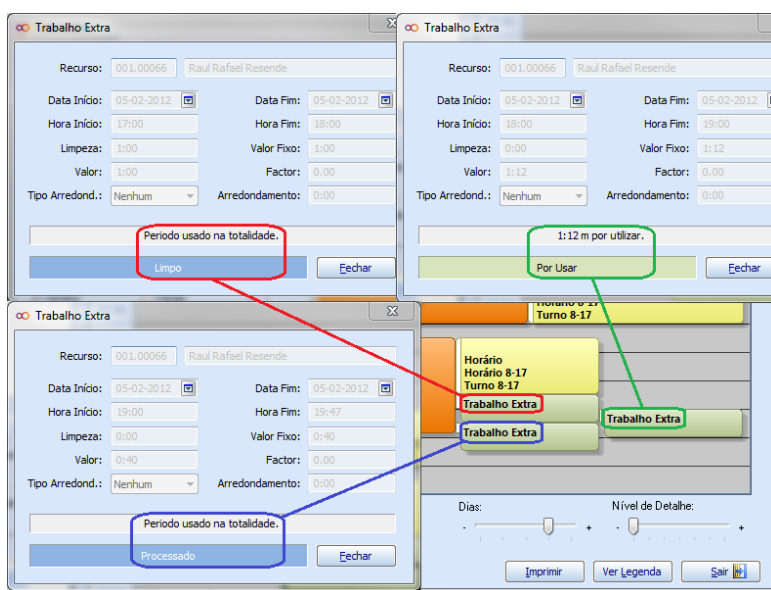 Trabalho Extra
Recurso: 001.00066 Raul Rafael Resende
Data Início: 05-02-2012 Data Fim: 05-02-2012
Hora Início: 17:00 Hora Fim: 18:00
Limpeza: 1:00 Valor Fixo: 1:00
Valor: 1:00 Factor: 0.00
Tipo Arredond.: Nenhum Arredondamento: 0:00
Periodo usado na totalidade.
Limpo Fechar
Trabalho Extra
Recurso: 001.00066 Raul Rafael Resende
Data Início: 05-02-2012 Data Fim: 05-02-2012
Hora Início: 18:00 Hora Fim: 19:00
Limpeza: 0:00 Valor Fixo: 1:12
Valor: 1:12 Factor: 0.00
Tipo Arredond.: Nenhum Arredondamento: 0:00
1:12 m por utilizar.
Por Usar Fechar
Trabalho Extra
Recurso: 001.00066 Raul Rafael Resende
Data Início: 05-02-2012 Data Fim: 05-02-2012
Hora Início: 19:00 Hora Fim: 19:47
Limpeza: 0:00 Valor Fixo: 0:40
Valor: 0:40 Factor: 0.00
Tipo Arredond.: Nenhum Arredondamento: 0:00
Periodo usado na totalidade.
Processado Fechar
Horário 8-17
Turno 8-17
Horário
Horário 8-17
Turno 8-17
Trabalho Extra
Trabalho Extra
Trabalho Extra
Dias: Nível de Detalhe:
- + - +
Imprimir Ver Legenda Sair